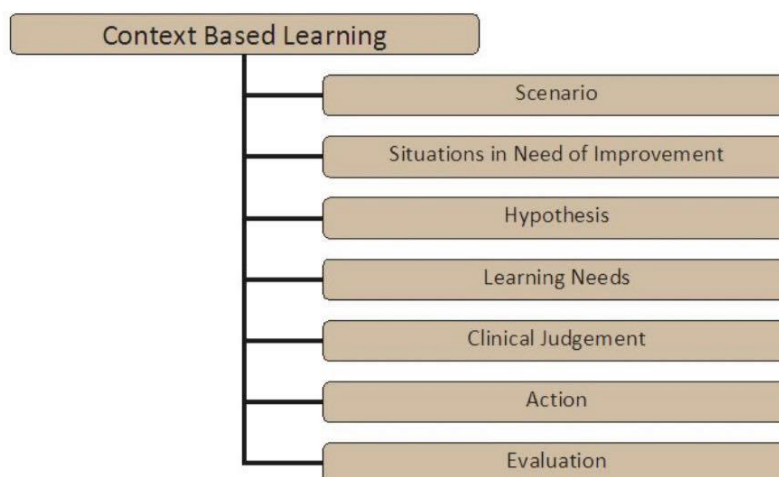 Context Based Learning
Scenario
Situations in Need of Improvement
Hypothesis
Learning Needs
Clinical Judgement
Action
Evaluation